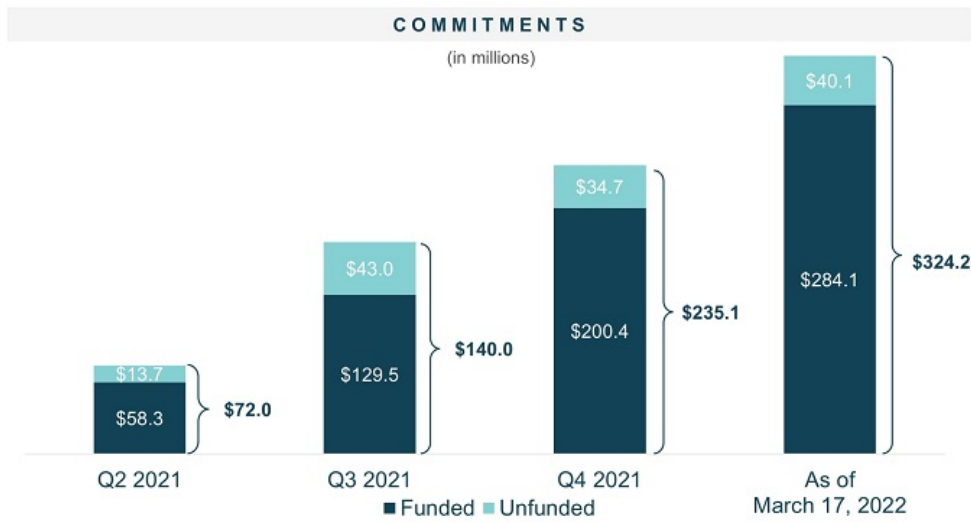 COMMITMENTS
(in millions)
$40.1
$284.1
$324.2
$34.7
$200.4
$235.1
$43.0
$129.5
$140.0
$13.7
$58.3
$72.0
Q2 2021
Q3 2021
Q4 2021
As of
March 17, 2022
Funded Unfunded